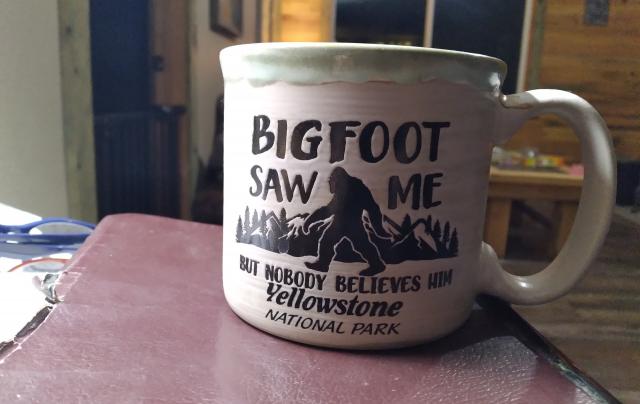 BIGFOOT
SAW ME
BUT NOBODY BELIEVES HIM
Yellowstone
NATIONAL PARK